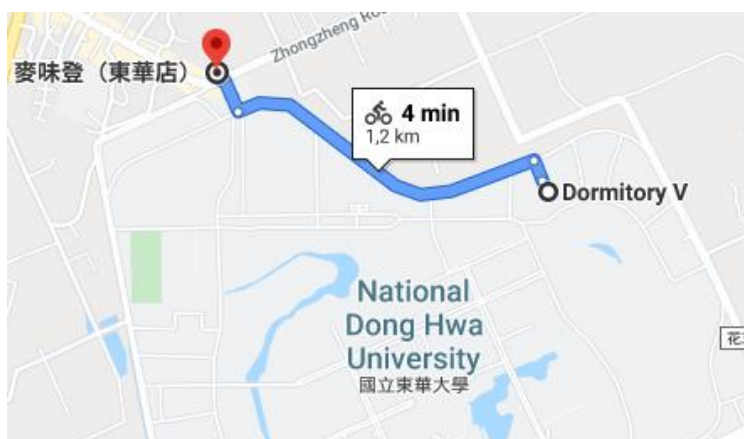 Zhongzheng Ro
麥味登（東華店）
4 min
1,2 km
Dormitory V
National
Dong Hwa
University
國立東華大學
花